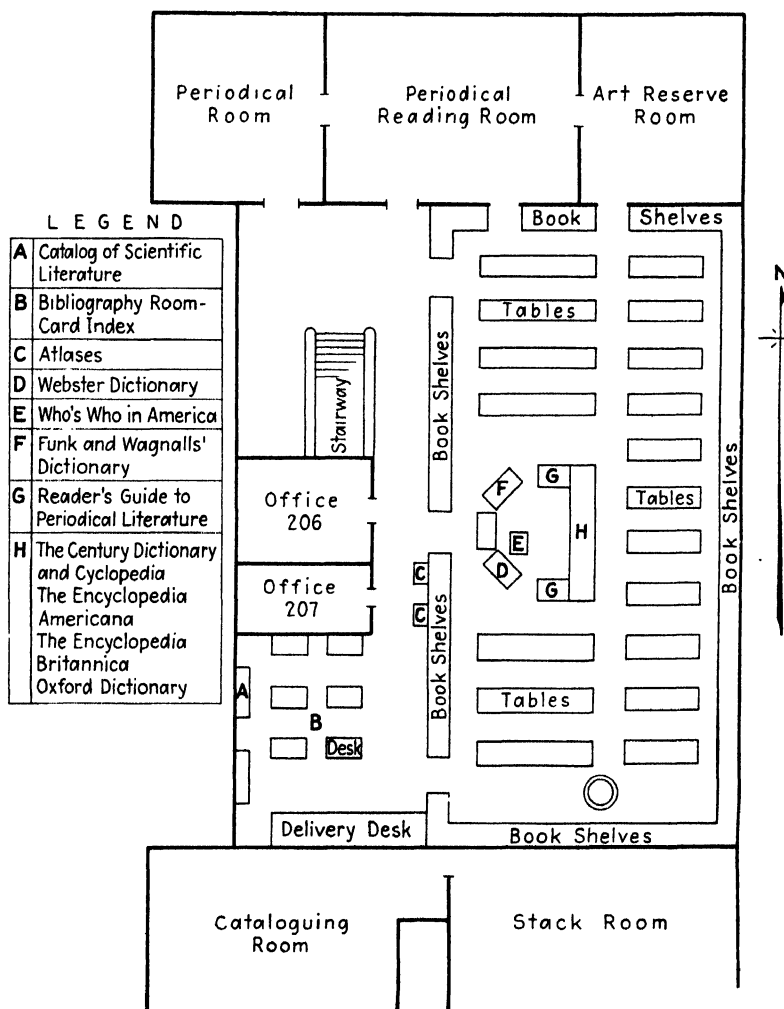 Periodical
Room
Periodical
Reading Room
Art Reserve
Room
LEGEND
A Catalog of Scientific
Literature
B Bibliography Room-
Card Index
C Atlases
D Webster Dictionary
E Who's Who in America
F Funk and Wagnalls'
Dictionary
G Reader's Guide to
Periodical Literature
H The Century Dictionary
and Cyclopedia
The Encyclopedia
Americana
The Encyclopedia
Britannica
Oxford Dictionary
Book
Shelves
N
Tables
Book Shelves
Stairway
Office
206
F
G
H
E
D
G
Tables
Book Shelves
Office
207
C
C
Book Shelves
A
B
Desk
Tables
Delivery Desk
Book Shelves
Cataloguing
Room
Stack Room